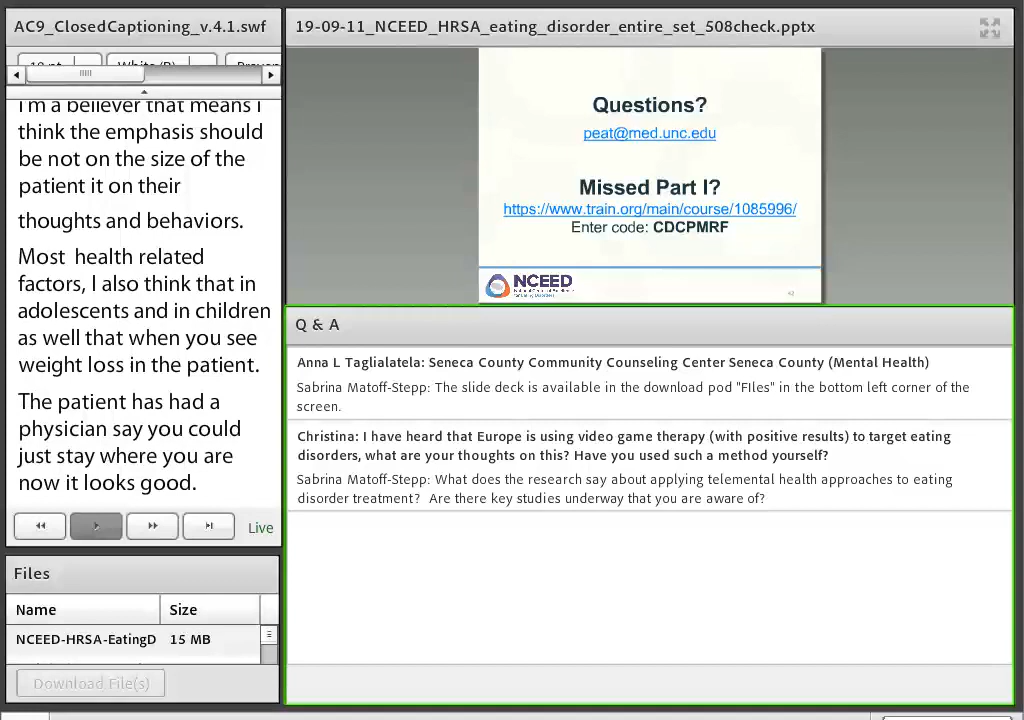 AC9_ClosedCaptioning_v.4.1.swf
I'm a believer that means I
think the emphasis should
be not on the size of the
patient it on their
thoughts and behaviors.
Most  health related
factors, I also think that in
adolescents and in children
as well that when you see
weight loss in the patient.
The patient has had a
physician say you could
just stay where you are
now it looks good.
Live
Files
Name Size
NCEED-HRSA-EatingD 15 MB
Download File(s)
19-09-11_NCEED_HRSA_eating_disorder_entire_set_508check.pptx
Questions?
peat@med.unc.edu
Missed Part I?
https://www.train.org/main/course/1085996/
Enter code: CDCPMRF
NCEED
Q & A
Anna L Taglialatela: Seneca County Community Counseling Center Seneca County (Mental Health)
Sabrina Matoff-Stepp: The slide deck is available in the download pod "FIles" in the bottom left corner of the
screen.
Christina: I have heard that Europe is using video game therapy (with positive results) to target eating
disorders, what are your thoughts on this? Have you used such a method yourself?
Sabrina Matoff-Stepp: What does the research say about applying telemental health approaches to eating
disorder treatment?  Are there key studies underway that you are aware of?